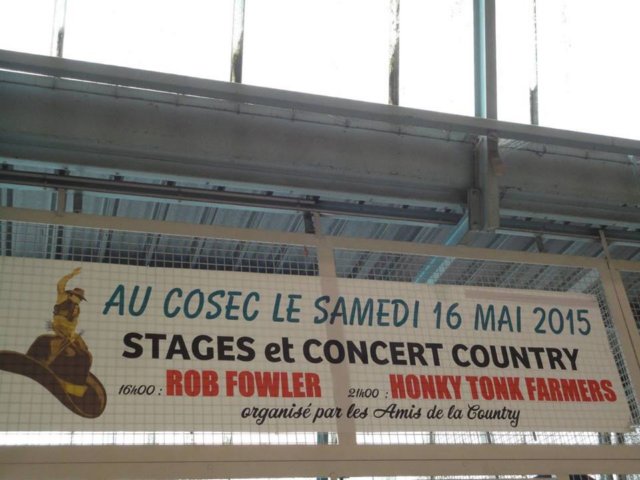 AU COSEC LE SAMEDI 16 MAI 2015
STAGES et CONCERT COUNTRY
16h00 : ROB FOWLER 21h00 : HONKY TONK FARMERS
organisé par les Amis de la Country